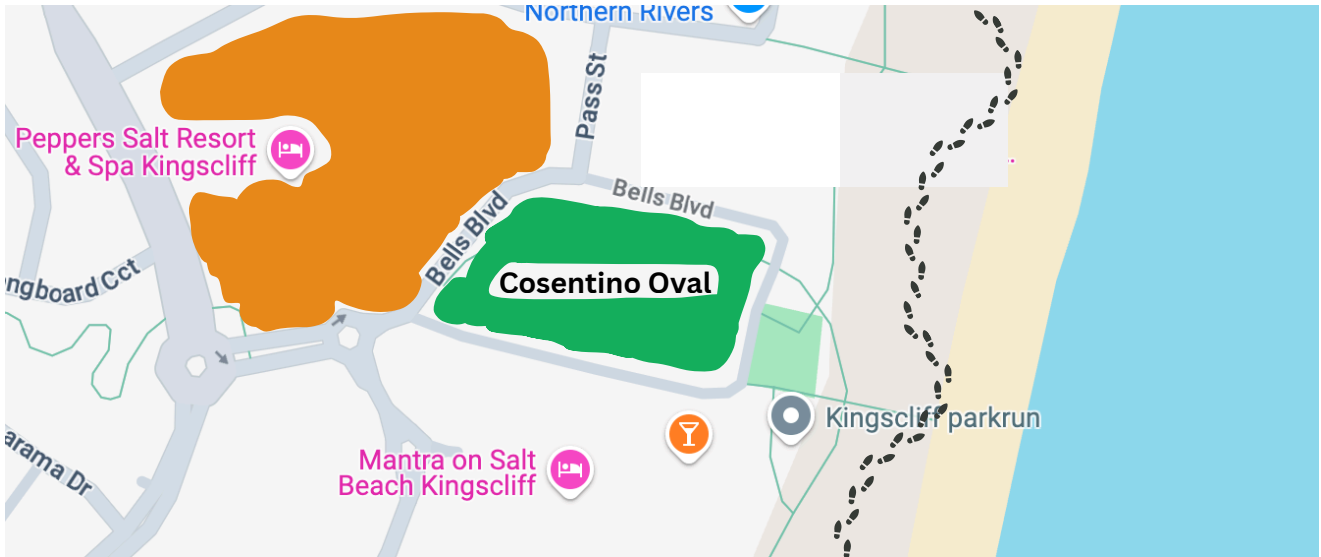 Northern Rivers
Pass St
Peppers Salt Resort
& Spa Kingscliff
Bells Blvd
Bells Blvd
Cosentino Oval
ngboard Cct
Kingscliff parkrun
arama Dr
Mantra on Salt
Beach Kingscliff